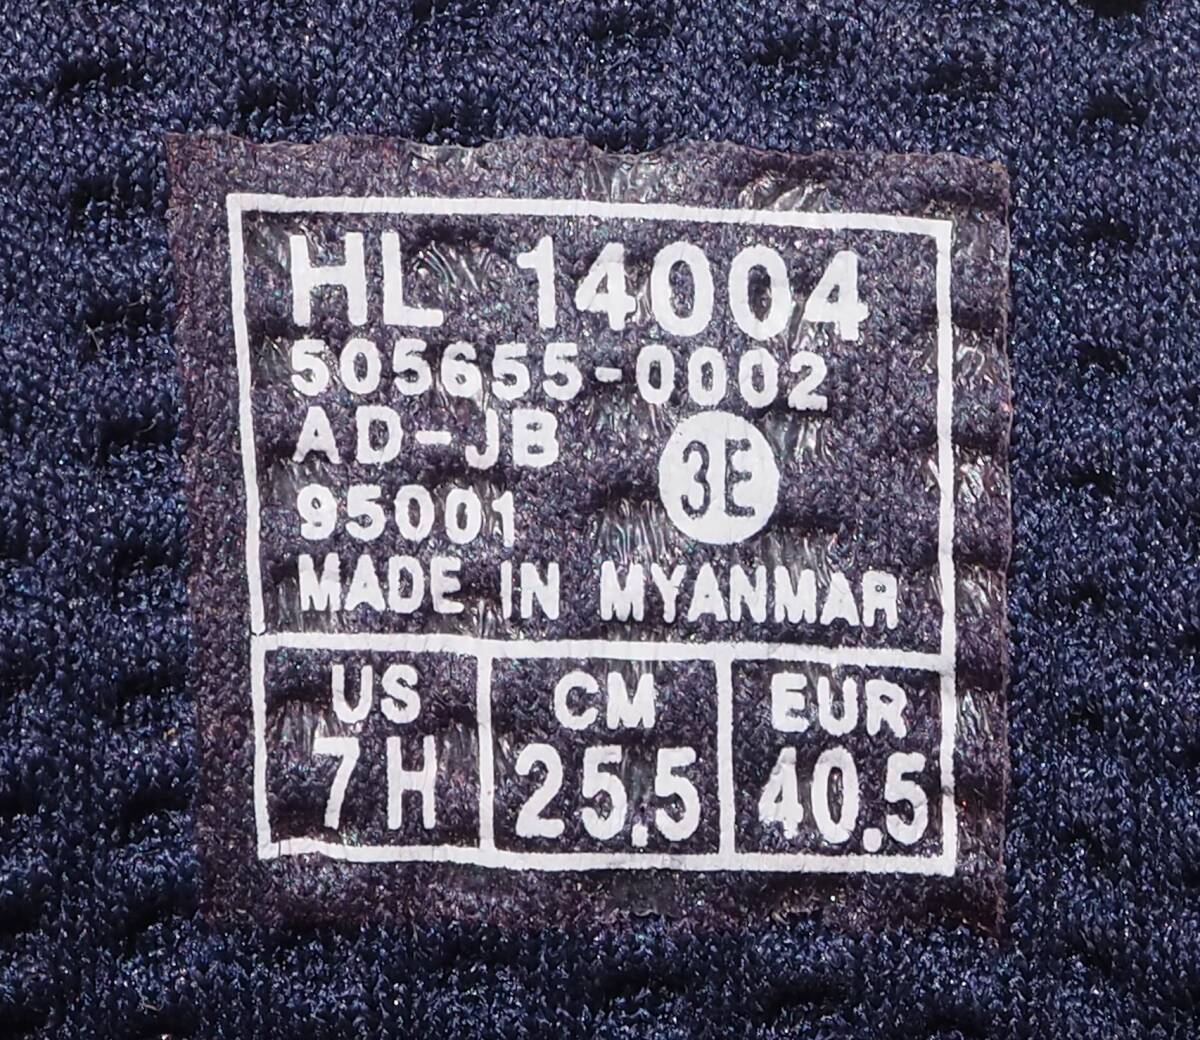 HL 14004
505655-0002
AD-JB 3E
95001
MADE IN MYANMAR
US CM EUR
7H 25.5 40.5